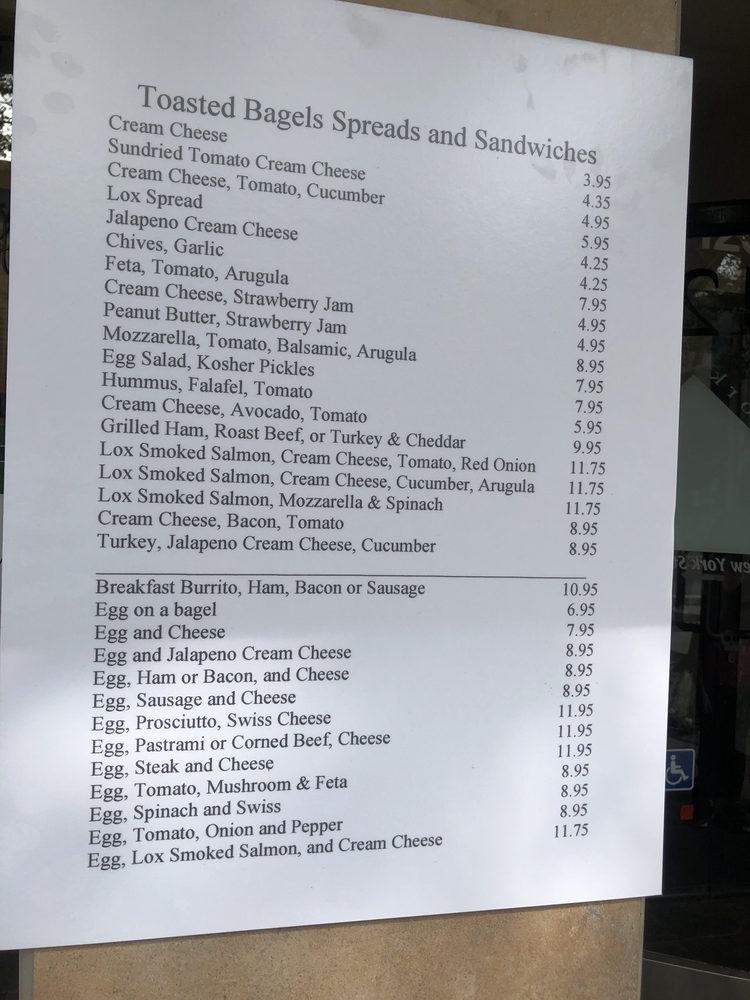 Toasted Bagels Spreads and Sandwiches
Cream Cheese 3.95
Sundried Tomato Cream Cheese 4.35
Cream Cheese, Tomato, Cucumber 4.95
Lox Spread 5.95
Jalapeno Cream Cheese 4.25
Chives, Garlic 4.25
Feta, Tomato, Arugula 7.95
Cream Cheese, Strawberry Jam 4.95
Peanut Butter, Strawberry Jam 4.95
Mozzarella, Tomato, Balsamic, Arugula 8.95
Egg Salad, Kosher Pickles 7.95
Hummus, Falafel, Tomato 7.95
Cream Cheese, Avocado, Tomato 5.95
Grilled Ham, Roast Beef, or Turkey & Cheddar 9.95
Lox Smoked Salmon, Cream Cheese, Tomato, Red Onion 11.75
Lox Smoked Salmon, Cream Cheese, Cucumber, Arugula 11.75
Lox Smoked Salmon, Mozzarella & Spinach 11.75
Cream Cheese, Bacon, Tomato 8.95
Turkey, Jalapeno Cream Cheese, Cucumber 8.95
Breakfast Burrito, Ham, Bacon or Sausage 10.95
Egg on a bagel 6.95
Egg and Cheese 7.95
Egg and Jalapeno Cream Cheese 8.95
Egg, Ham or Bacon, and Cheese 8.95
Egg, Sausage and Cheese 8.95
Egg, Prosciutto, Swiss Cheese 11.95
Egg, Pastrami or Corned Beef, Cheese 11.95
Egg, Steak and Cheese 11.95
Egg, Tomato, Mushroom & Feta 8.95
Egg, Spinach and Swiss 8.95
Egg, Tomato, Onion and Pepper 8.95
Egg, Lox Smoked Salmon, and Cream Cheese 11.75